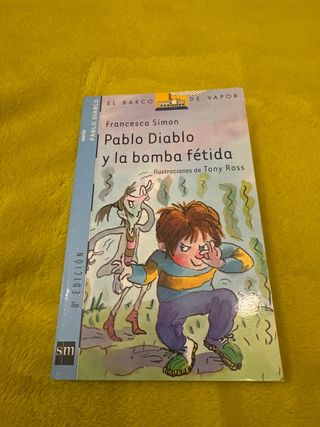 EL BARCO DE VAPOR
Francesca Simon
Pablo Diablo
y la bomba fétida
Ilustraciones de Tony Ross
serie
PABLO DIABLO
8ª EDICIÓN
sm